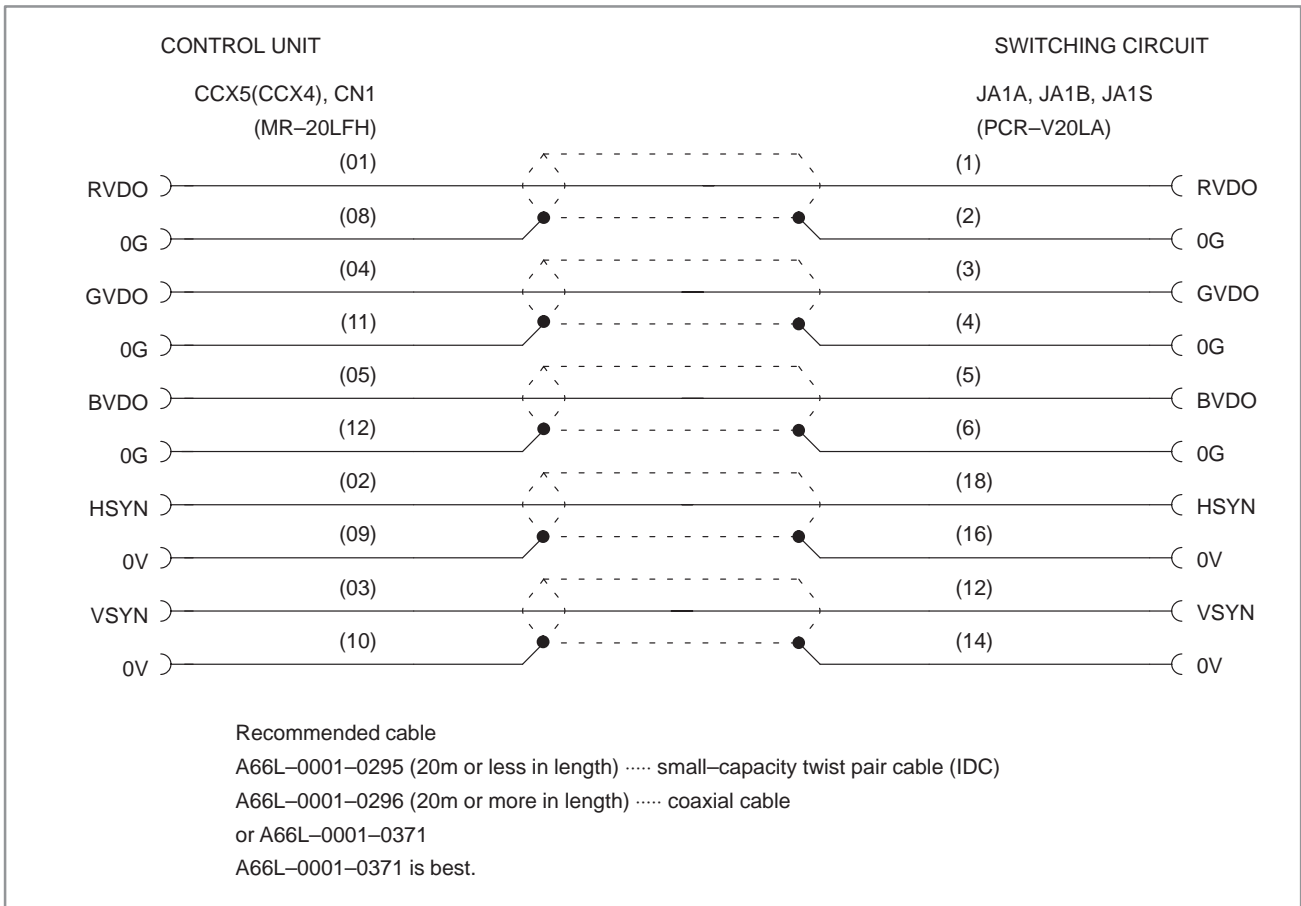 CONTROL UNIT SWITCHING CIRCUIT
CCX5(CCX4), CN1 JA1A, JA1B, JA1S
(MR–20LFH) (PCR–V20LA)
(01) (1)
RVDO RVDO
(08) (2)
0G 0G
(04) (3)
GVDO GVDO
(11) (4)
0G 0G
(05) (5)
BVDO BVDO
(12) (6)
0G 0G
(02) (18)
HSYN HSYN
(09) (16)
0V 0V
(03) (12)
VSYN VSYN
(10) (14)
0V 0V
Recommended cable
A66L–0001–0295 (20m or less in length) ····· small–capacity twist pair cable (IDC)
A66L–0001–0296 (20m or more in length) ····· coaxial cable
or A66L–0001–0371
A66L–0001–0371 is best.